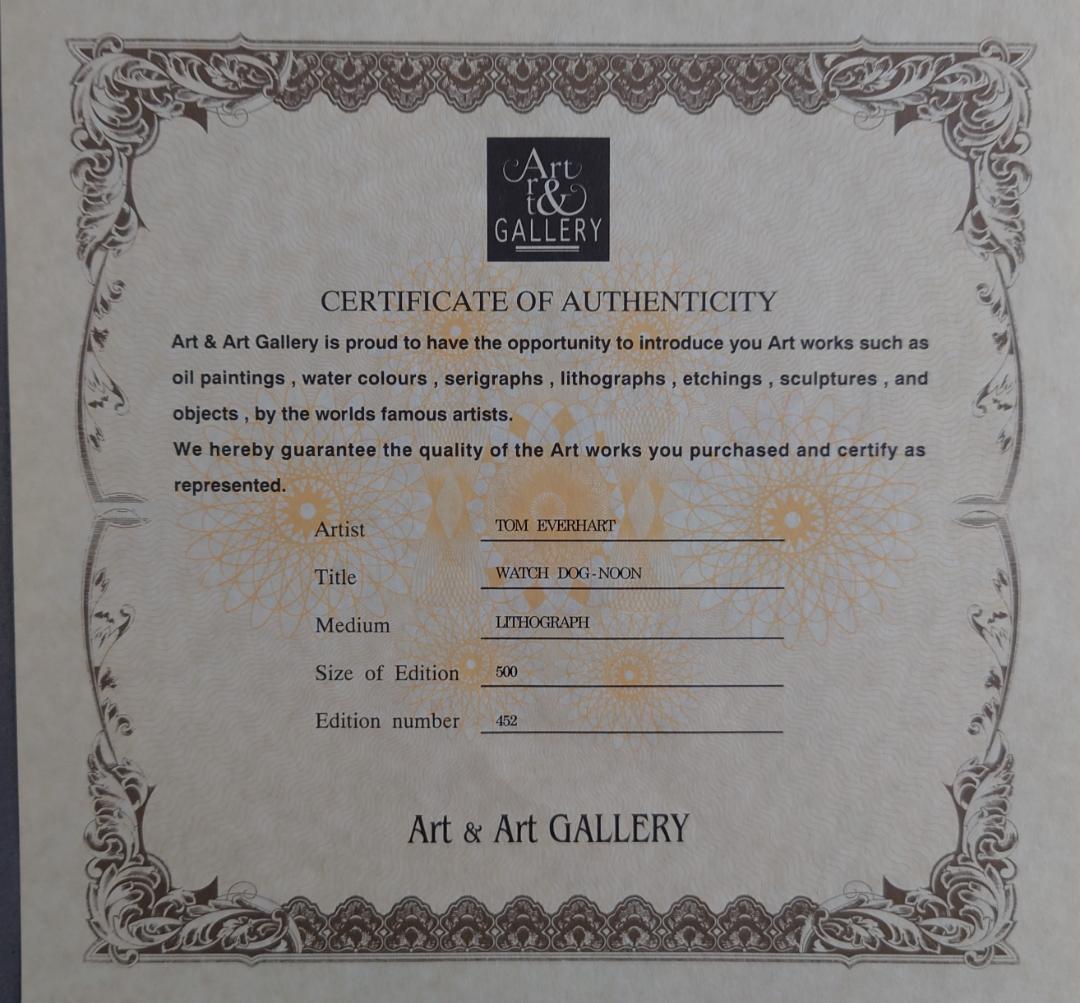 Art
r
t&
GALLERY
CERTIFICATE OF AUTHENTICITY
Art & Art Gallery is proud to have the opportunity to introduce you Art works such as
oil paintings , water colours , serigraphs , lithographs , etchings , sculptures , and
objects , by the worlds famous artists.
We hereby guarantee the quality of the Art works you purchased and certify as
represented.
Artist TOM EVERHART
Title WATCH DOG-NOON
Medium LITHOGRAPH
Size of Edition 500
Edition number 452
Art & Art GALLERY